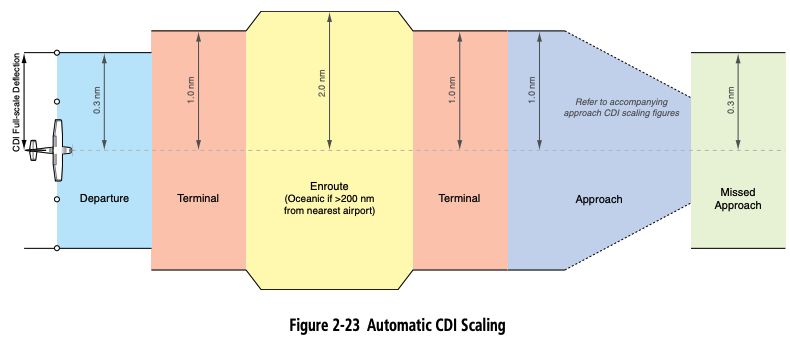 CDI Full-scale Deflection
0.3 nm
1.0 nm
2.0 nm
1.0 nm
1.0 nm
0.3 nm
Refer to accompanying
approach CDI scaling figures
Departure
Terminal
Enroute
(Oceanic if >200 nm
from nearest airport)
Terminal
Approach
Missed
Approach
Figure 2-23 Automatic CDI Scaling